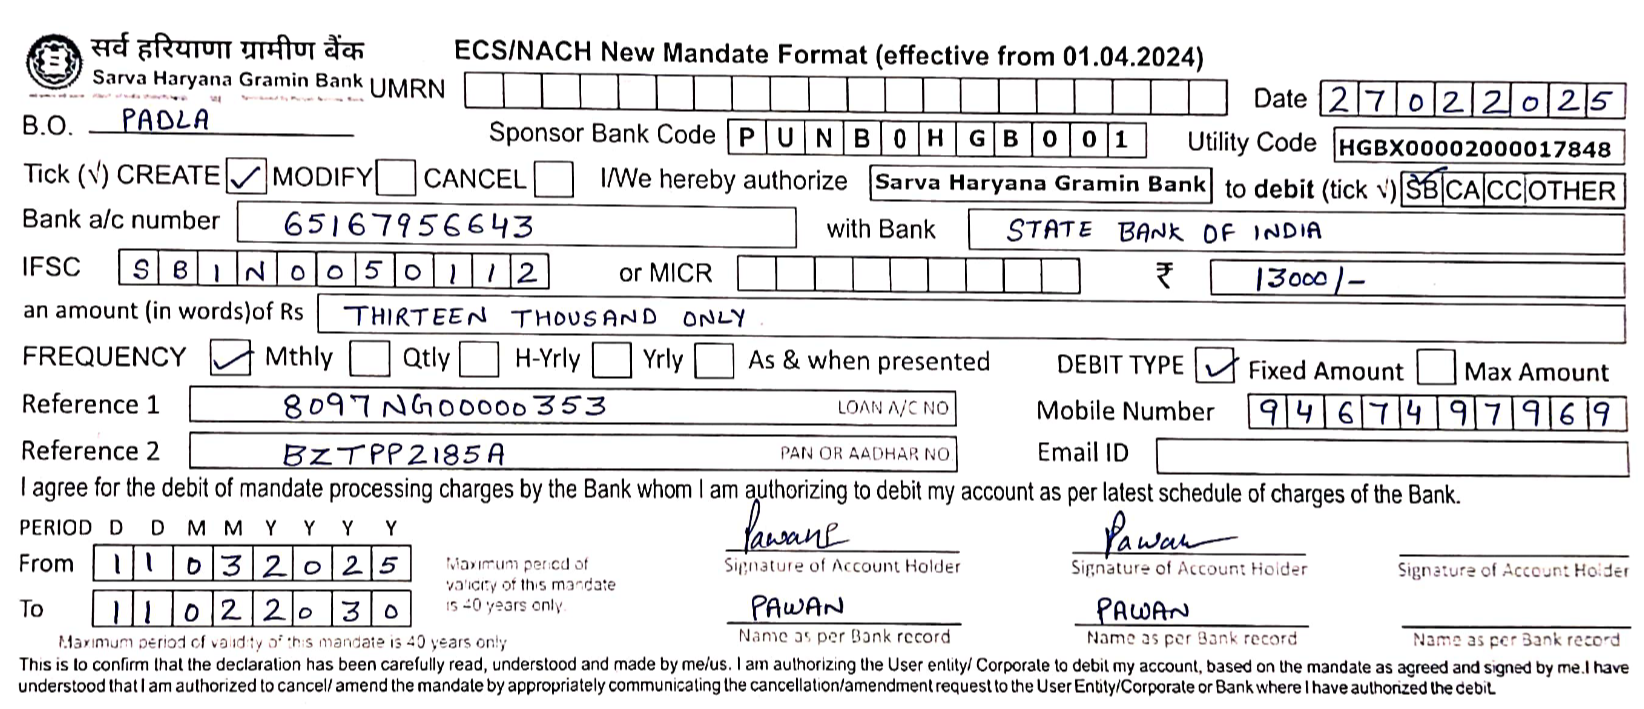 सर्व हरियाणा ग्रामीण बैंक
Sarva Haryana Gramin Bank
ECS/NACH New Mandate Format (effective from 01.04.2024)
UMRN
Date 27022025
B.O. PADLA
Sponsor Bank Code PUNB0HGB001
Utility Code HGBX00002000017848
Tick (√) CREATE ✓ MODIFY CANCEL I/We hereby authorize Sarva Haryana Gramin Bank to debit (tick √) SB CA CC OTHER
Bank a/c number 65167956643 with Bank STATE BANK OF INDIA
IFSC SBIN0050112 or MICR ₹ 13000/-
an amount (in words)of Rs THIRTEEN THOUSAND ONLY
FREQUENCY ✓ Mthly Qtly H-Yrly Yrly As & when presented DEBIT TYPE ✓ Fixed Amount Max Amount
Reference 1 8097NG00000353 LOAN A/C NO Mobile Number 9467497969
Reference 2 BZTPP2185A PAN OR AADHAR NO Email ID
I agree for the debit of mandate processing charges by the Bank whom I am authorizing to debit my account as per latest schedule of charges of the Bank.
PERIOD D D M M Y Y Y Y
From 11032025
To 11022030
Maximum period of
validity of this mandate
is 40 years only.
Maximum period of validity of this mandate is 40 years only
Pawan
Pawan
Signature of Account Holder Signature of Account Holder Signature of Account Holder
PAWAN PAWAN
Name as per Bank record Name as per Bank record Name as per Bank record
This is to confirm that the declaration has been carefully read, understood and made by me/us. I am authorizing the User entity/ Corporate to debit my account, based on the mandate as agreed and signed by me.I have
understood that I am authorized to cancel/ amend the mandate by appropriately communicating the cancellation/amendment request to the User Entity/Corporate or Bank where I have authorized the debit.